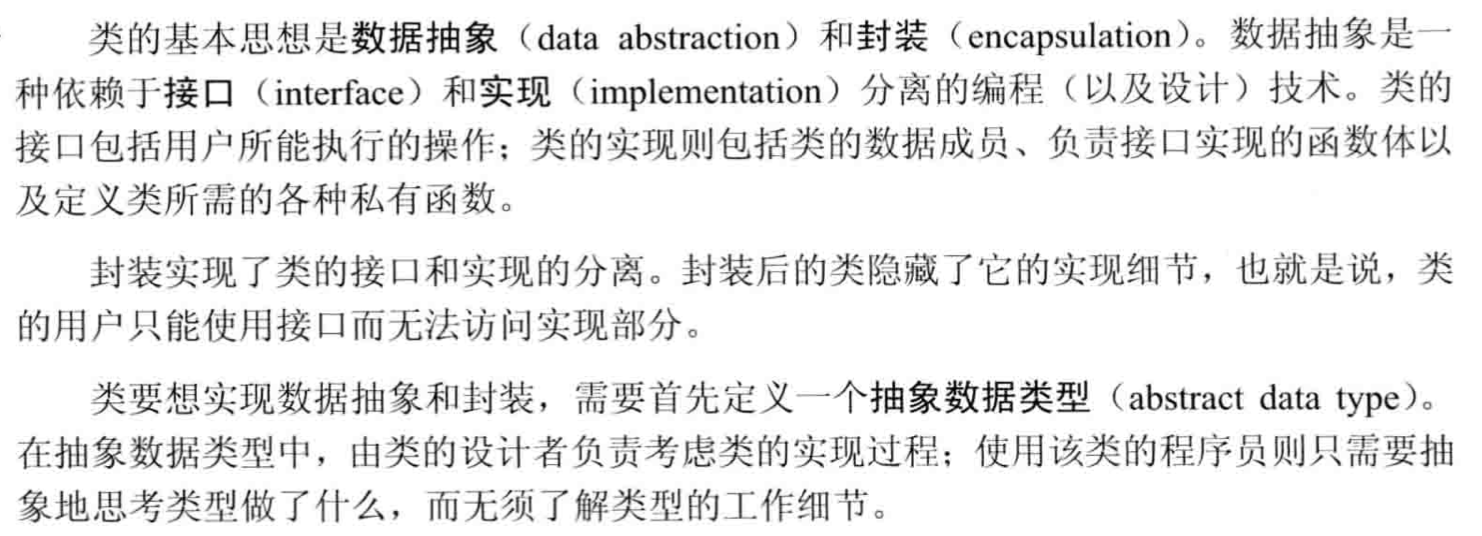 类的基本思想是数据抽象（data abstraction）和封装（encapsulation）。数据抽象是一
种依赖于接口（interface）和实现（implementation）分离的编程（以及设计）技术。类的
接口包括用户所能执行的操作；类的实现则包括类的数据成员、负责接口实现的函数体以
及定义类所需的各种私有函数。
封装实现了类的接口和实现的分离。封装后的类隐藏了它的实现细节，也就是说，类
的用户只能使用接口而无法访问实现部分。
类要想实现数据抽象和封装，需要首先定义一个抽象数据类型（abstract data type）。
在抽象数据类型中，由类的设计者负责考虑类的实现过程；使用该类的程序员则只需要抽
象地思考类型做了什么，而无须了解类型的工作细节。